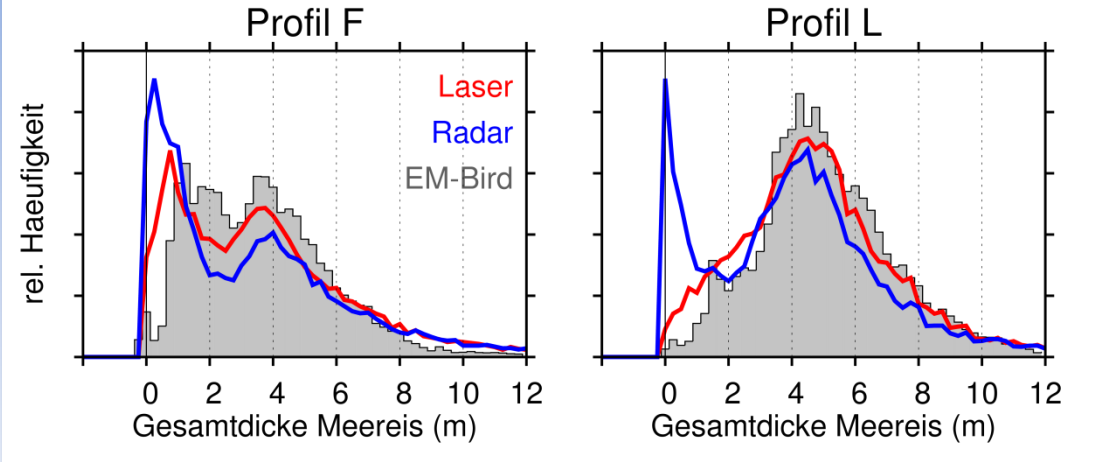 Profil F
Profil L
rel. Haeufigkeit
Laser
Radar
EM-Bird
0 2 4 6 8 10 12
0 2 4 6 8 10 12
Gesamtdicke Meereis (m)
Gesamtdicke Meereis (m)